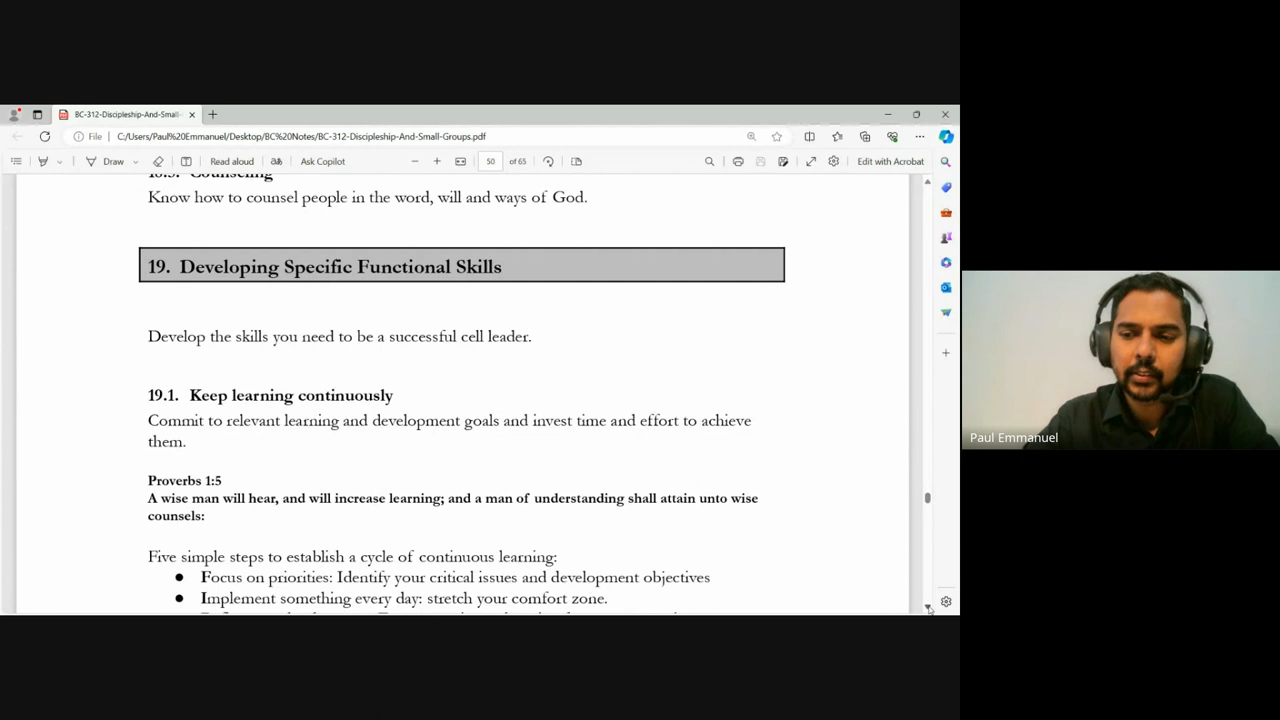 BC-312-Discipleship-And-Small-
File
C:/Users/Paul%20Emmanuel/Desktop/BC%20Notes/BC-312-Discipleship-And-Small-Groups.pdf
Draw
Read aloud
Ask Copilot
50 of 65
Edit with Acrobat
18.5. Counseling
Know how to counsel people in the word, will and ways of God.
19. Developing Specific Functional Skills
Develop the skills you need to be a successful cell leader.
19.1. Keep learning continuously
Commit to relevant learning and development goals and invest time and effort to achieve
them.
Proverbs 1:5
A wise man will hear, and will increase learning; and a man of understanding shall attain unto wise
counsels:
Five simple steps to establish a cycle of continuous learning:
● Focus on priorities: Identify your critical issues and development objectives
● Implement something every day: stretch your comfort zone.
Paul Emmanuel